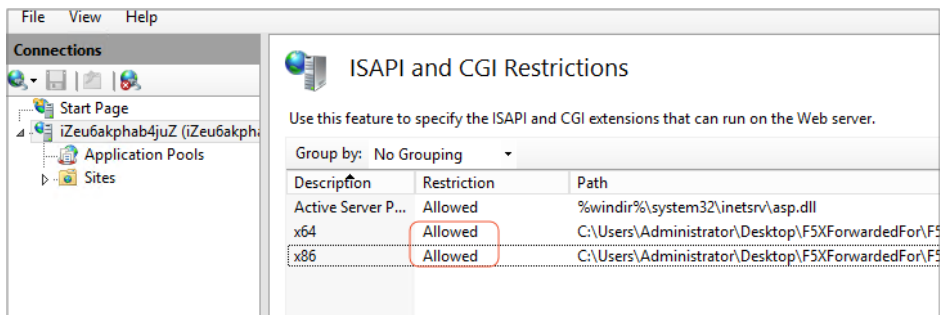 File View Help
Connections
ISAPI and CGI Restrictions
Start Page
iZeu6akphab4juZ (iZeu6akpha
Application Pools
Sites
Use this feature to specify the ISAPI and CGI extensions that can run on the Web server.
Group by: No Grouping
Description Restriction Path
Active Server P... Allowed %windir%\system32\inetsrv\asp.dll
x64 Allowed C:\Users\Administrator\Desktop\F5XForwardedFor\F5
x86 Allowed C:\Users\Administrator\Desktop\F5XForwardedFor\F5